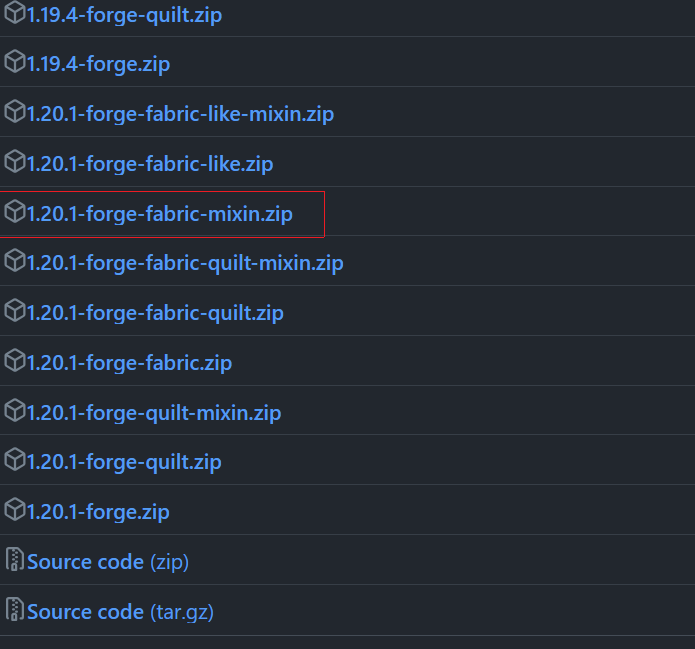 1.19.4-forge-quilt.zip
1.19.4-forge.zip
1.20.1-forge-fabric-like-mixin.zip
1.20.1-forge-fabric-like.zip
1.20.1-forge-fabric-mixin.zip
1.20.1-forge-fabric-quilt-mixin.zip
1.20.1-forge-fabric-quilt.zip
1.20.1-forge-fabric.zip
1.20.1-forge-quilt-mixin.zip
1.20.1-forge-quilt.zip
1.20.1-forge.zip
Source code (zip)
Source code (tar.gz)